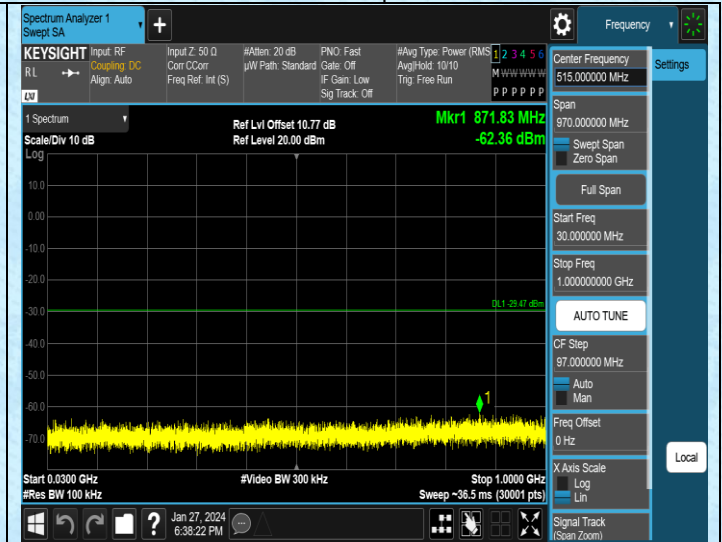 Spectrum Analyzer 1
Swept SA
Frequency
KEYSIGHT
RL
LXI
Input: RF
Coupling: DC
Align: Auto
Input Z: 50 Ω
Corr CCorr
Freq Ref: Int (S)
#Atten: 20 dB
µW Path: Standard
PNO: Fast
Gate: Off
IF Gain: Low
Sig Track: Off
#Avg Type: Power (RMS
Avg|Hold: 10/10
Trig: Free Run
1 2 3 4 5 6
M W W W W W
P P P P P P
Center Frequency
515.000000 MHz
Settings
Span
970.000000 MHz
Swept Span
Zero Span
Full Span
Start Freq
30.000000 MHz
Stop Freq
1.000000000 GHz
AUTO TUNE
CF Step
97.000000 MHz
Auto
Man
Freq Offset
0 Hz
X Axis Scale
Log
Lin
Signal Track
(Span Zoom)
Local
1 Spectrum
Scale/Div 10 dB
Log
Ref Lvl Offset 10.77 dB
Ref Level 20.00 dBm
Mkr1 871.83 MHz
-62.36 dBm
10.0
0.00
-10.0
-20.0
-30.0
DL1 -29.47 dBm
-40.0
-50.0
-60.0
1
-70.0
Start 0.0300 GHz
#Res BW 100 kHz
#Video BW 300 kHz
Stop 1.0000 GHz
Sweep ~36.5 ms (30001 pts)
?
Jan 27, 2024
6:38:22 PM